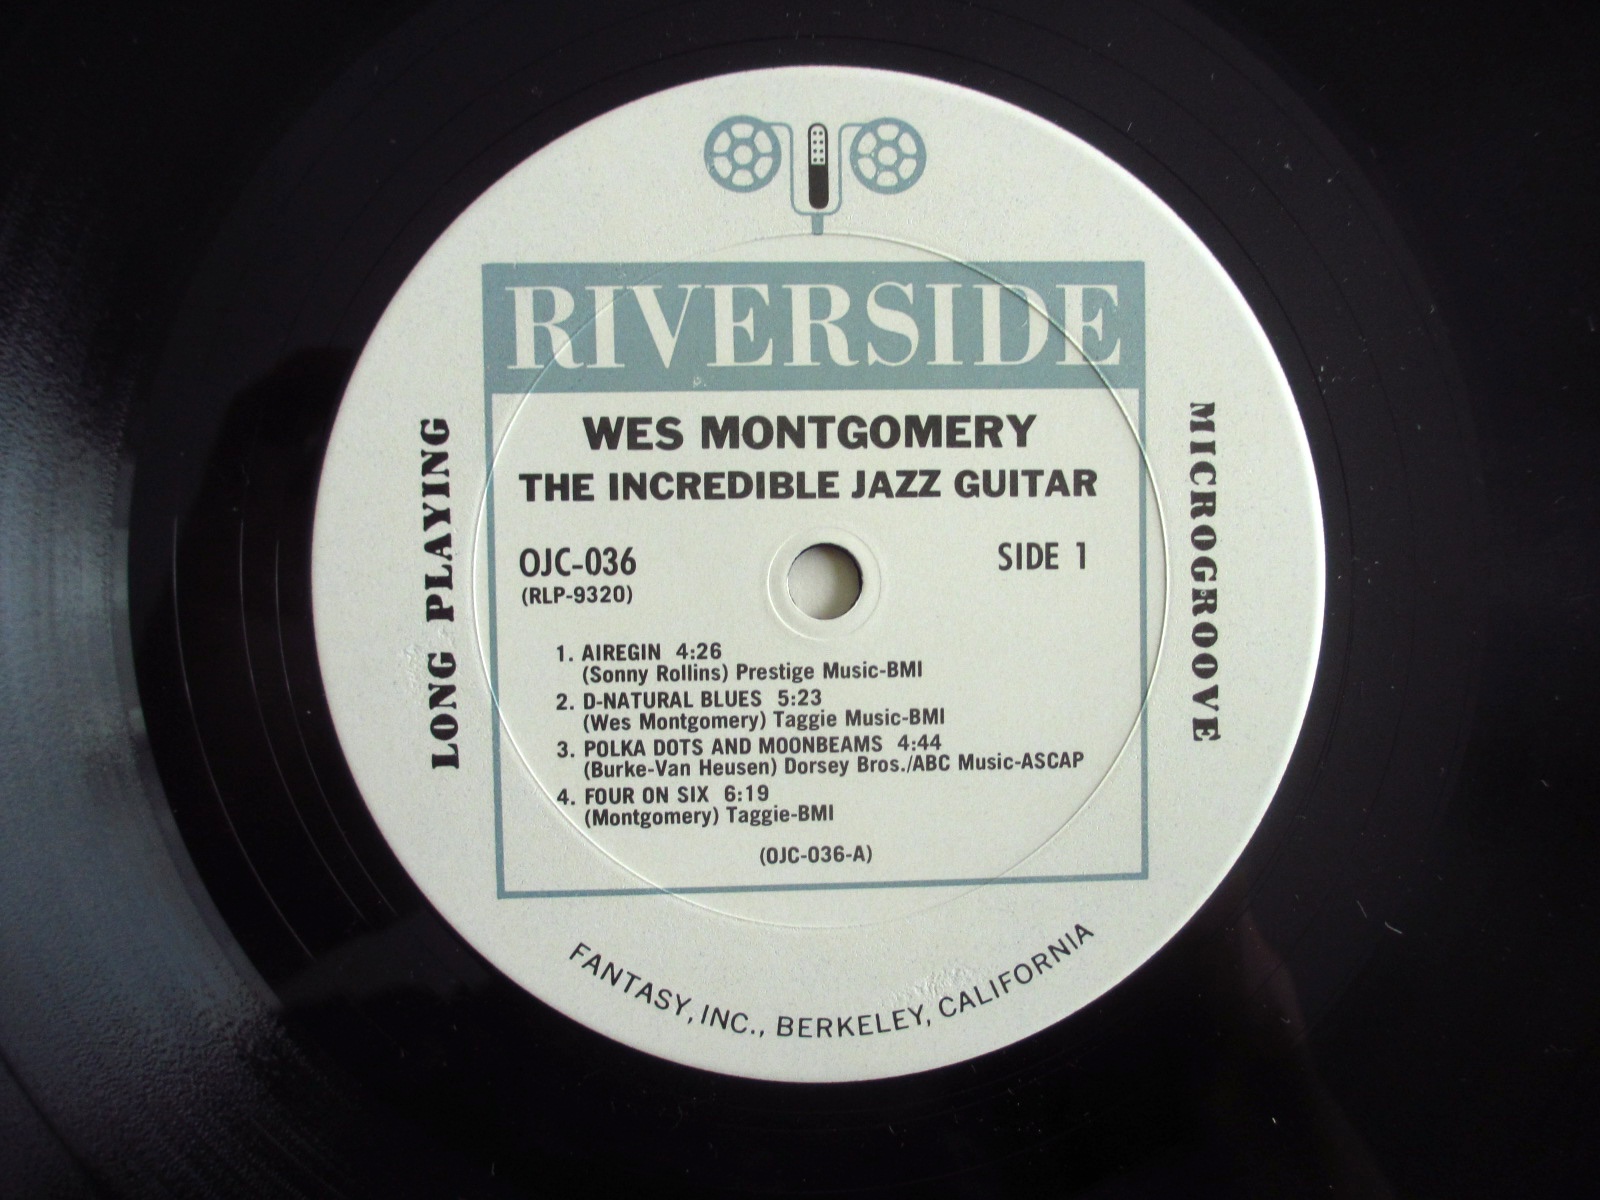 RIVERSIDE
WES MONTGOMERY
THE INCREDIBLE JAZZ GUITAR
OJC-036
SIDE 1
(RLP-9320)
1. AIREGIN 4:26
(Sonny Rollins) Prestige Music-BMI
2. D-NATURAL BLUES 5:23
(Wes Montgomery) Taggie Music-BMI
3. POLKA DOTS AND MOONBEAMS 4:44
(Burke-Van Heusen) Dorsey Bros./ABC Music-ASCAP
4. FOUR ON SIX 6:19
(Montgomery) Taggie-BMI
(OJC-036-A)
LONG PLAYING
MICROGROOVE
FANTASY, INC., BERKELEY, CALIFORNIA